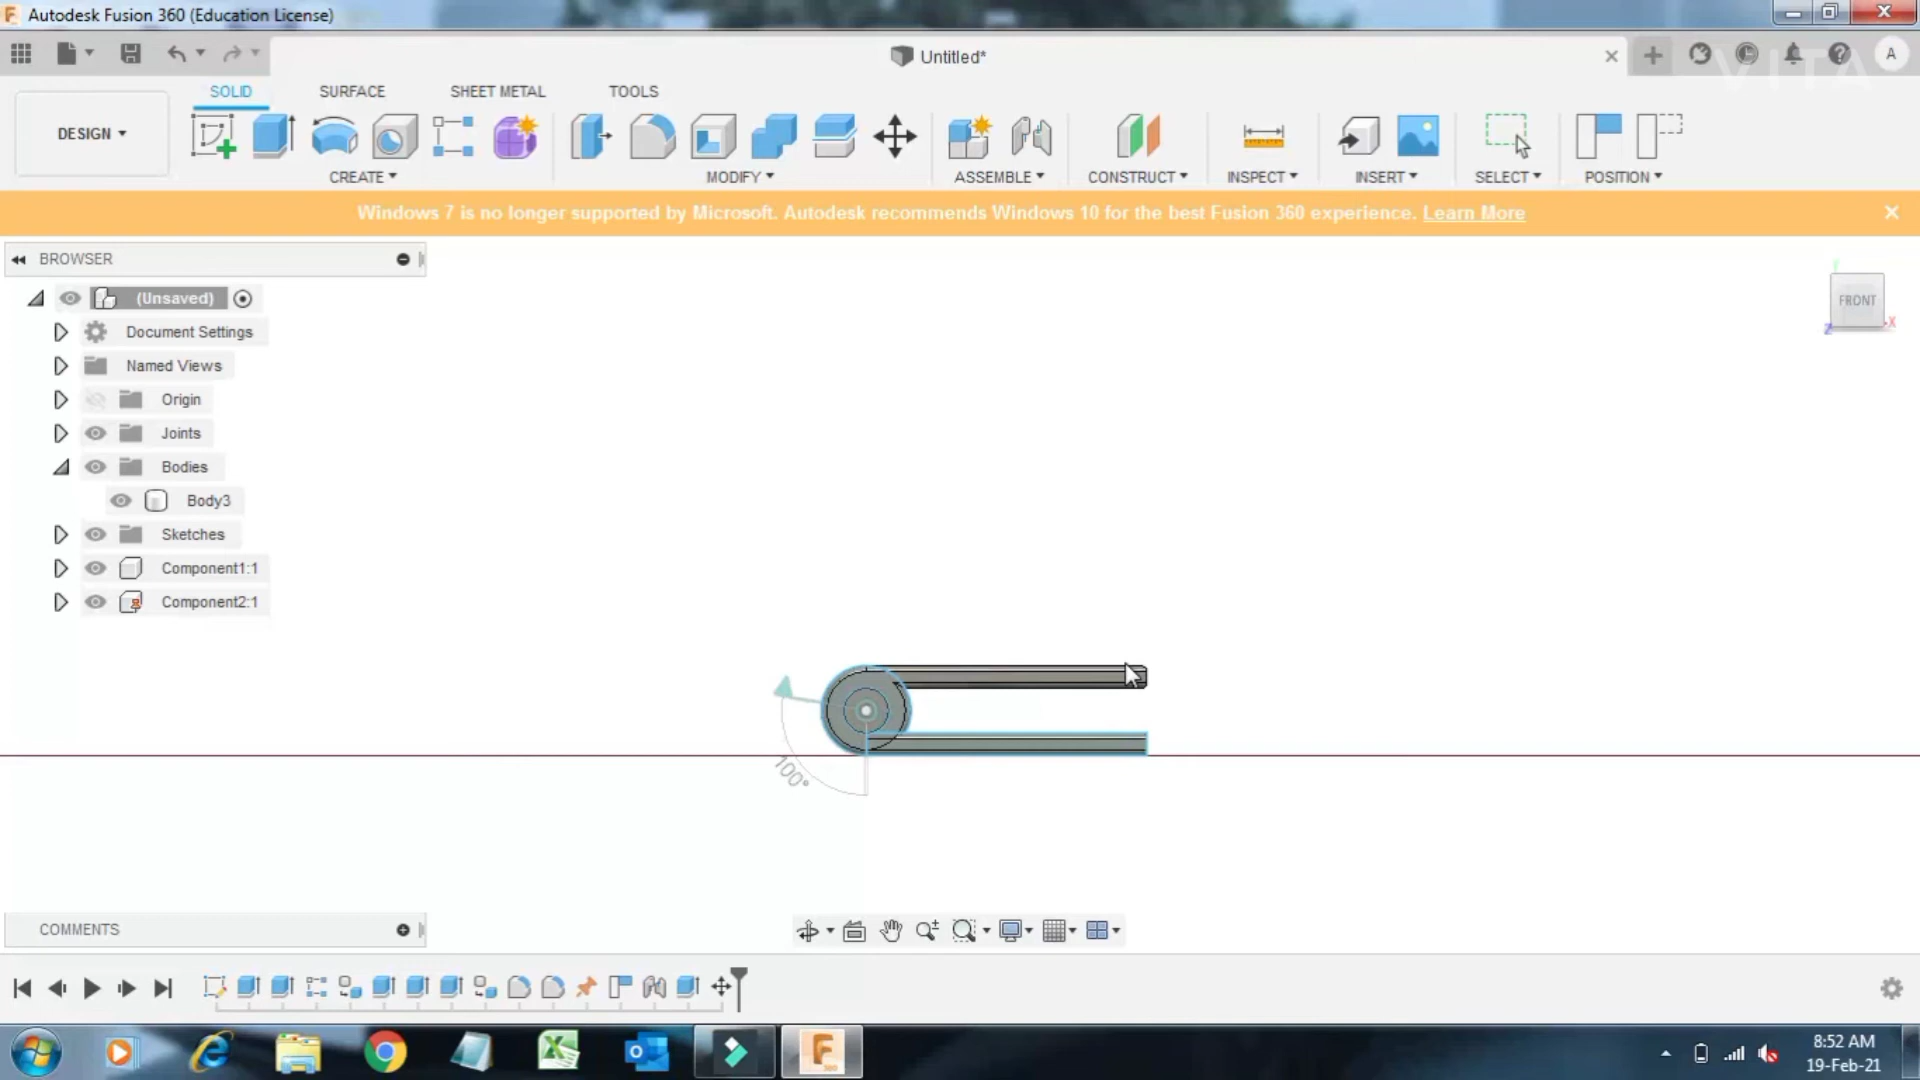 Autodesk Fusion 360 (Education License)
Untitled*
A
VITA
SOLID
SURFACE
SHEET METAL
TOOLS
DESIGN
CREATE
MODIFY
ASSEMBLE
CONSTRUCT
INSPECT
INSERT
SELECT
POSITION
Windows 7 is no longer supported by Microsoft. Autodesk recommends Windows 10 for the best Fusion 360 experience. Learn More
BROWSER
(Unsaved)
Document Settings
Named Views
Origin
Joints
Bodies
Body3
Sketches
Component1:1
Component2:1
FRONT
X
Z
100°
COMMENTS
8:52 AM
19-Feb-21